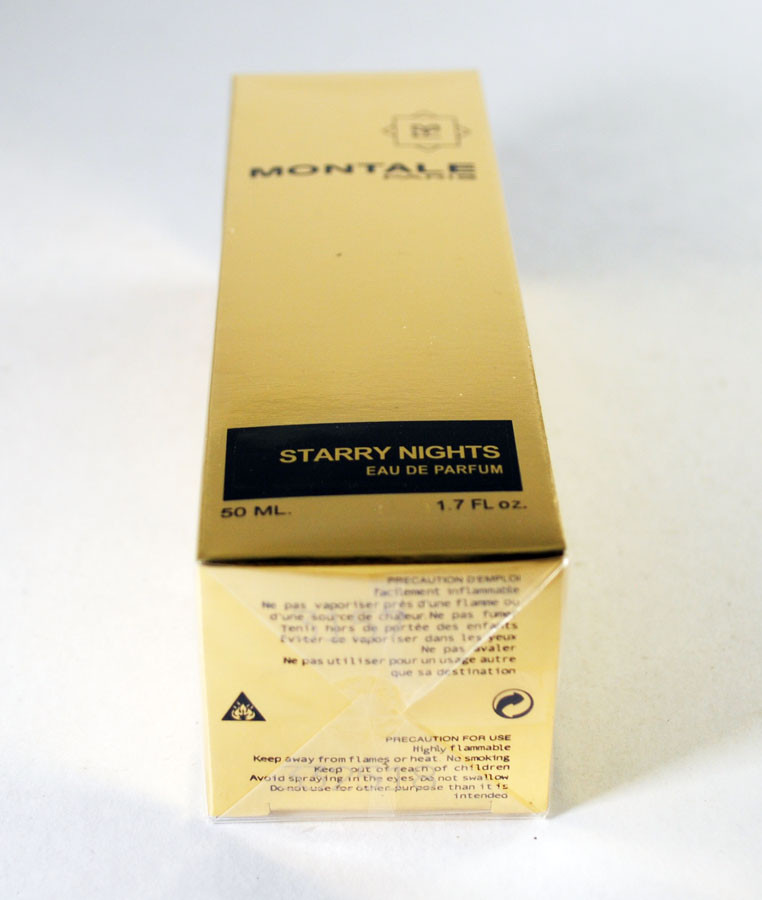 MONTALE
PARIS
STARRY NIGHTS
EAU DE PARFUM
50 ML.
1.7 FL oz.
PRECAUTION D'EMPLOI
facilement inflammable
Ne pas vaporiser près d'une flamme ou
d'une source de chaleur.Ne pas fumer
Tenir hors de portée des enfants
Eviter de vaporiser dans les yeux
Ne pas avaler
Ne pas utiliser pour un usage autre
que sa destination
PRECAUTION FOR USE
Highly flammable
Keep away from flames or heat. No smoking
Keep out of reach of children
Avoid spraying in the eyes Do not swallow
Do not use for other purpose than it is
intended